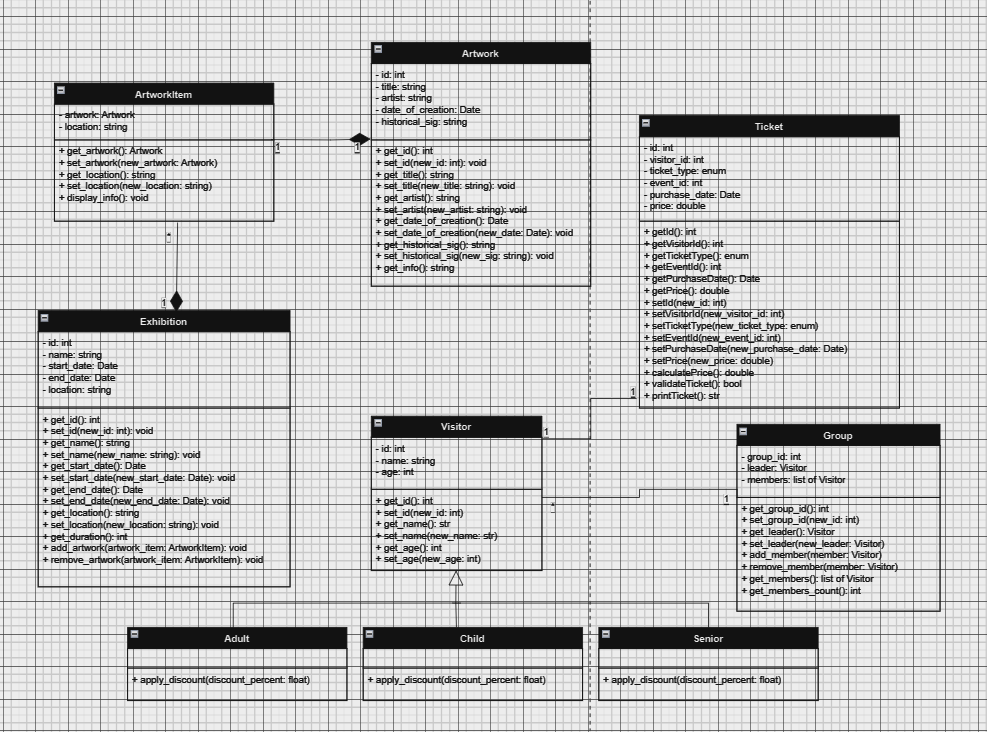 Artwork
- id: int
- title: string
- artist: string
- date_of_creation: Date
- historical_sig: string
+ get_id(): int
+ set_id(new_id: int): void
+ get_title(): string
+ set_title(new_title: string): void
+ get_artist(): string
+ set_artist(new_artist: string): void
+ get_date_of_creation(): Date
+ set_date_of_creation(new_date: Date): void
+ get_historical_sig(): string
+ set_historical_sig(new_sig: string): void
+ get_info(): string
ArtworkItem
- artwork: Artwork
- location: string
+ get_artwork(): Artwork
+ set_artwork(new_artwork: Artwork)
+ get_location(): string
+ set_location(new_location: string)
+ display_info(): void
1
1
Ticket
- id: int
- visitor_id: int
- ticket_type: enum
- event_id: int
- purchase_date: Date
- price: double
+ getId(): int
+ getVisitorId(): int
+ getTicketType(): enum
+ getEventId(): int
+ getPurchaseDate(): Date
+ getPrice(): double
+ setId(new_id: int)
+ setVisitorId(new_visitor_id: int)
+ setTicketType(new_ticket_type: enum)
+ setEventId(new_event_id: int)
+ setPurchaseDate(new_purchase_date: Date)
+ setPrice(new_price: double)
+ calculatePrice(): double
+ validateTicket(): bool
+ printTicket(): str
*
1
Exhibition
- id: int
- name: string
- start_date: Date
- end_date: Date
- location: string
+ get_id(): int
+ set_id(new_id: int): void
+ get_name(): string
+ set_name(new_name: string): void
+ get_start_date(): Date
+ set_start_date(new_start_date: Date): void
+ get_end_date(): Date
+ set_end_date(new_end_date: Date): void
+ get_location(): string
+ set_location(new_location: string): void
+ get_duration(): int
+ add_artwork(artwork_item: ArtworkItem): void
+ remove_artwork(artwork_item: ArtworkItem): void
1
1
Visitor
- id: int
- name: string
- age: int
+ get_id(): int
+ set_id(new_id: int)
+ get_name(): str
+ set_name(new_name: str)
+ get_age(): int
+ set_age(new_age: int)
*
1
Group
- group_id: int
- leader: Visitor
- members: list of Visitor
+ get_group_id(): int
+ set_group_id(new_id: int)
+ get_leader(): Visitor
+ set_leader(new_leader: Visitor)
+ add_member(member: Visitor)
+ remove_member(member: Visitor)
+ get_members(): list of Visitor
+ get_members_count(): int
Adult
+ apply_discount(discount_percent: float)
Child
+ apply_discount(discount_percent: float)
Senior
+ apply_discount(discount_percent: float)